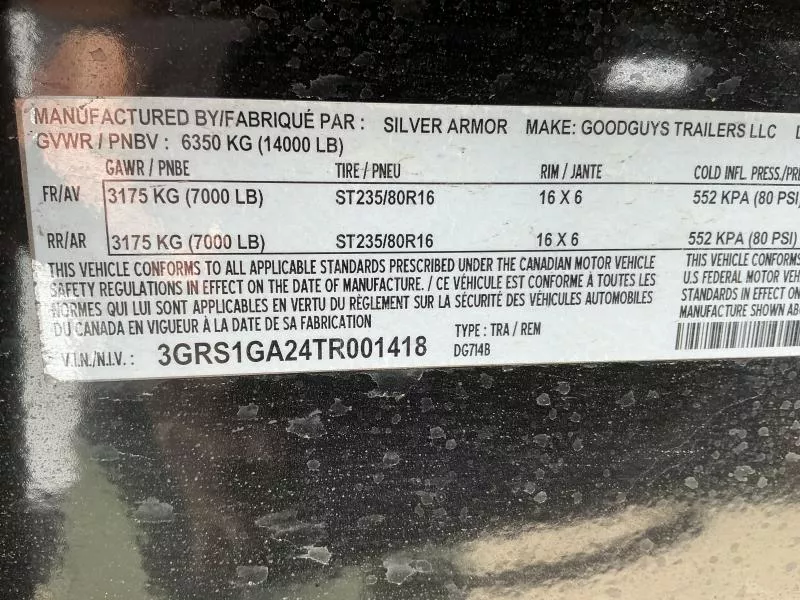 MANUFACTURED BY/FABRIQUÉ PAR : SILVER ARMOR MAKE: GOODGUYS TRAILERS LLC
GVWR / PNBV : 6350 KG (14000 LB)
GAWR / PNBE TIRE / PNEU RIM / JANTE COLD INFL. PRESS./
FR/AV 3175 KG (7000 LB) ST235/80R16 16 X 6 552 KPA (80 PSI)
RR/AR 3175 KG (7000 LB) ST235/80R16 16 X 6 552 KPA (80 PSI)
THIS VEHICLE CONFORMS TO ALL APPLICABLE STANDARDS PRESCRIBED UNDER THE CANADIAN MOTOR VEHICLE
SAFETY REGULATIONS IN EFFECT ON THE DATE OF MANUFACTURE. / CE VÉHICULE EST CONFORME À TOUTES LES
NORMES QUI LUI SONT APPLICABLES EN VERTU DU RÈGLEMENT SUR LA SÉCURITÉ DES VÉHICULES AUTOMOBILES
DU CANADA EN VIGUEUR À LA DATE DE SA FABRICATION
THIS VEHICLE CONFORMS
U.S FEDERAL MOTOR
STANDARDS IN EFFECT ON
MANUFACTURE SHOWN
V.I.N./N.I.V. : 3GRS1GA24TR001418
TYPE : TRA / REM
DG714B